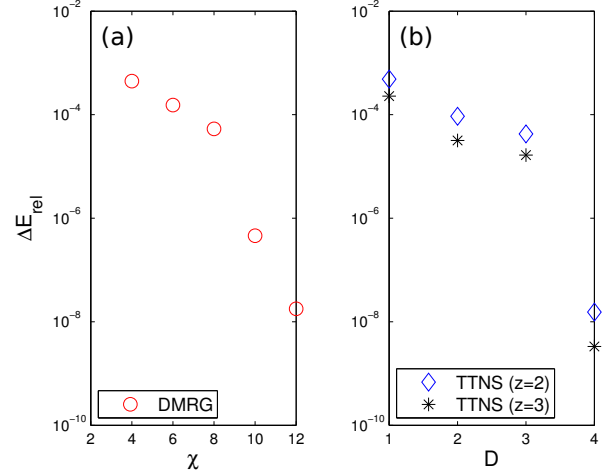 (a)
ΔE_rel
10⁻²
10⁻⁴
10⁻⁶
10⁻⁸
10⁻¹⁰
2 4 6 8 10 12
χ
DMRG
(b)
10⁻²
10⁻⁴
10⁻⁶
10⁻⁸
10⁻¹⁰
1 2 3 4
D
TTNS (z=2)
TTNS (z=3)